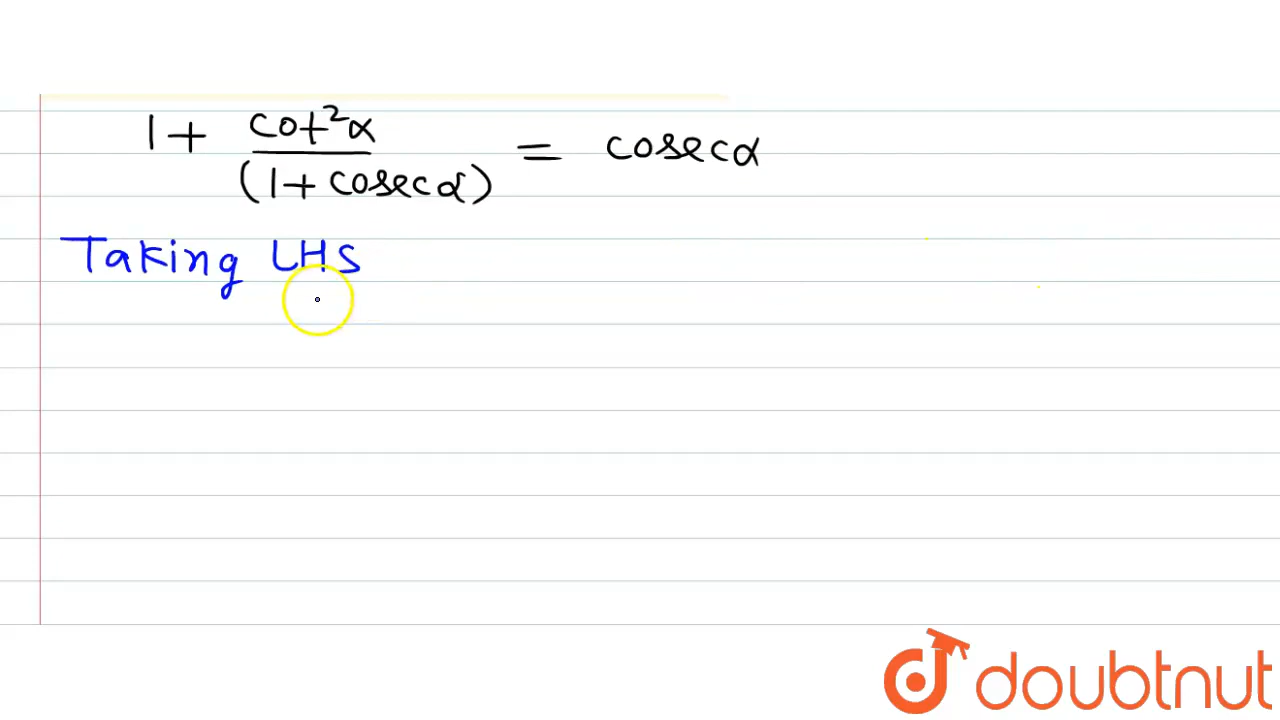 1 + cot²α / (1 + cosecα) = cosecα
Taking LHS
doubtnut